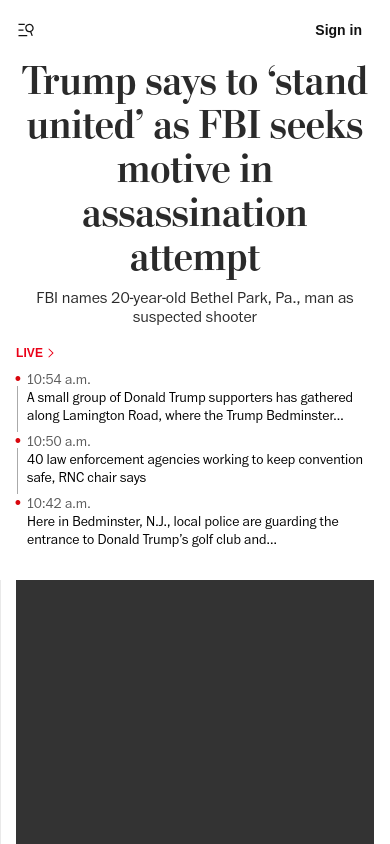 Sign in
Trump says to ‘stand
united’ as FBI seeks
motive in
assassination
attempt
FBI names 20-year-old Bethel Park, Pa., man as
suspected shooter
LIVE
10:54 a.m.
A small group of Donald Trump supporters has gathered
along Lamington Road, where the Trump Bedminster...
10:50 a.m.
40 law enforcement agencies working to keep convention
safe, RNC chair says
10:42 a.m.
Here in Bedminster, N.J., local police are guarding the
entrance to Donald Trump’s golf club and...